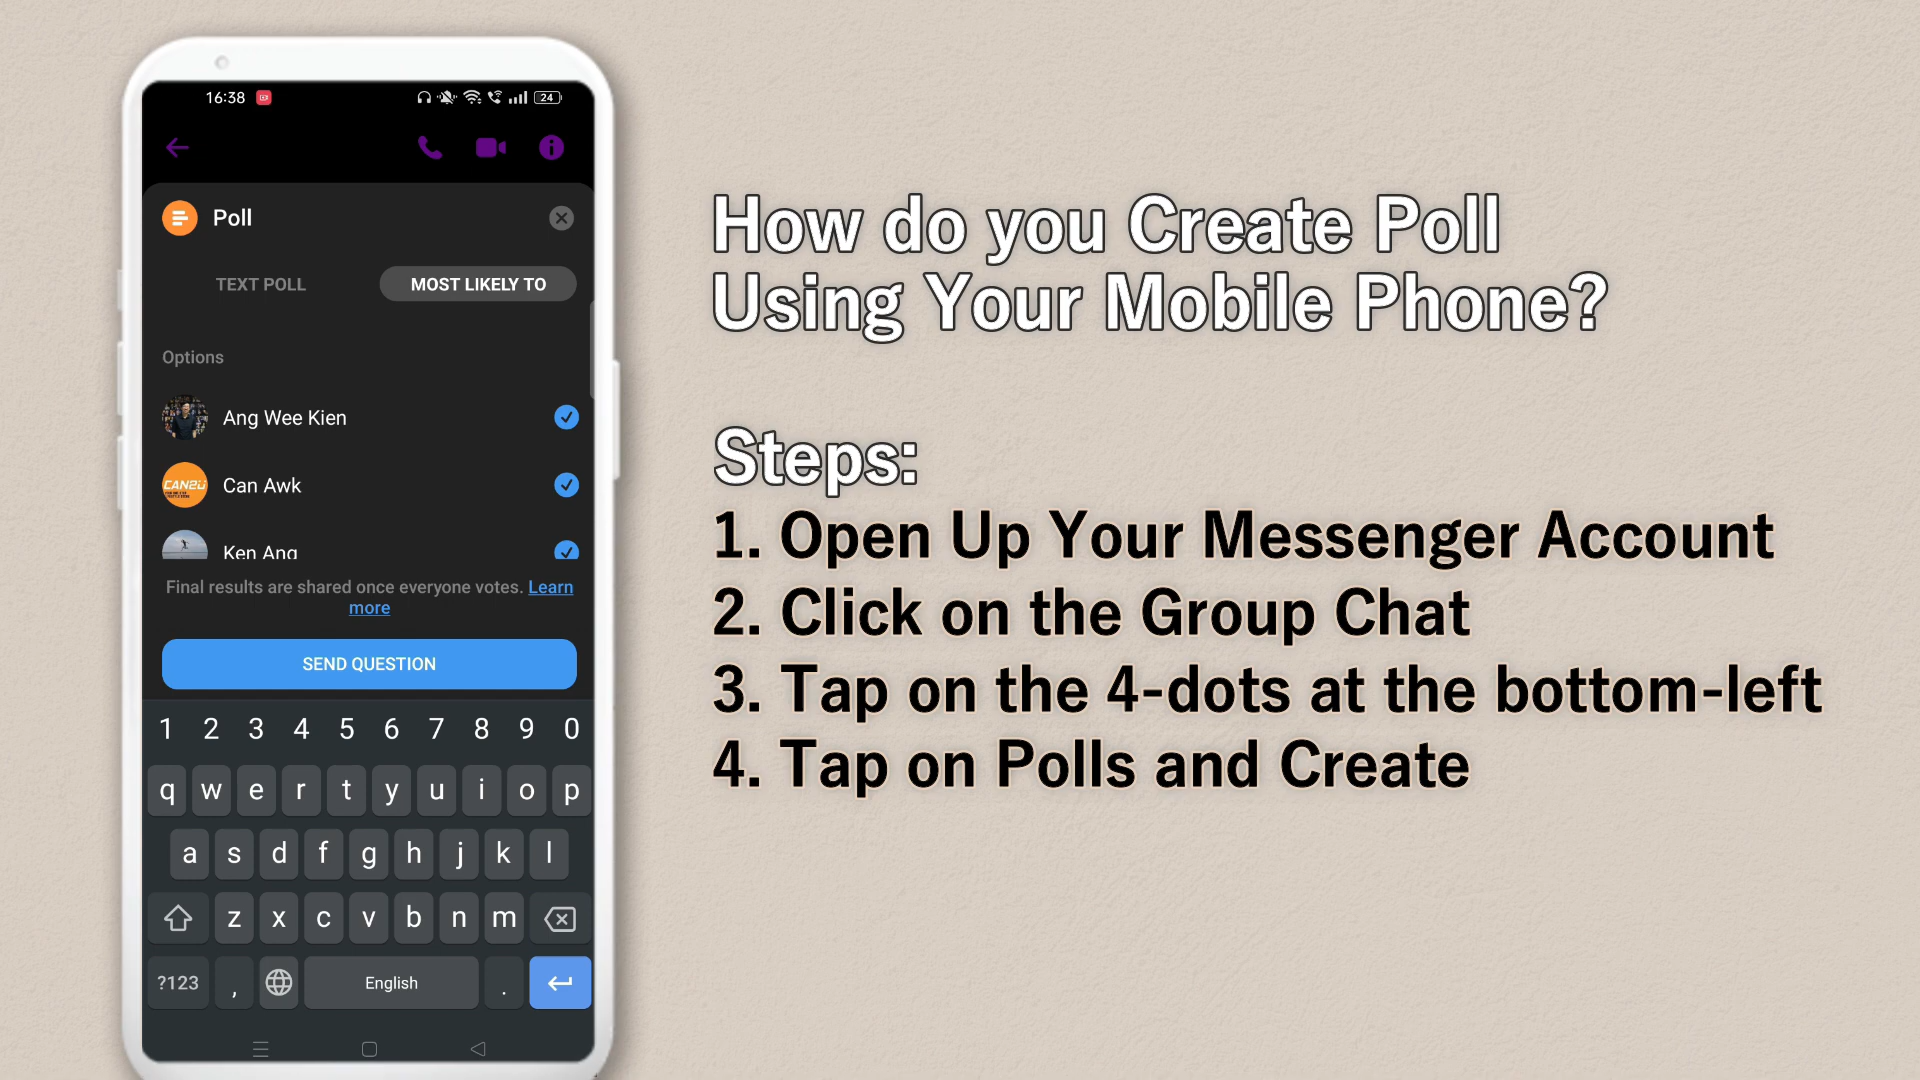 16:38
24
Poll
TEXT POLL
MOST LIKELY TO
Options
Ang Wee Kien
CAN2U
Can Awk
Ken Ang
Final results are shared once everyone votes. Learn
more
SEND QUESTION
1 2 3 4 5 6 7 8 9 0
q w e r t y u i o p
a s d f g h j k l
z x c v b n m
?123 , English .
How do you Create Poll
Using Your Mobile Phone?
Steps:
1. Open Up Your Messenger Account
2. Click on the Group Chat
3. Tap on the 4-dots at the bottom-left
4. Tap on Polls and Create